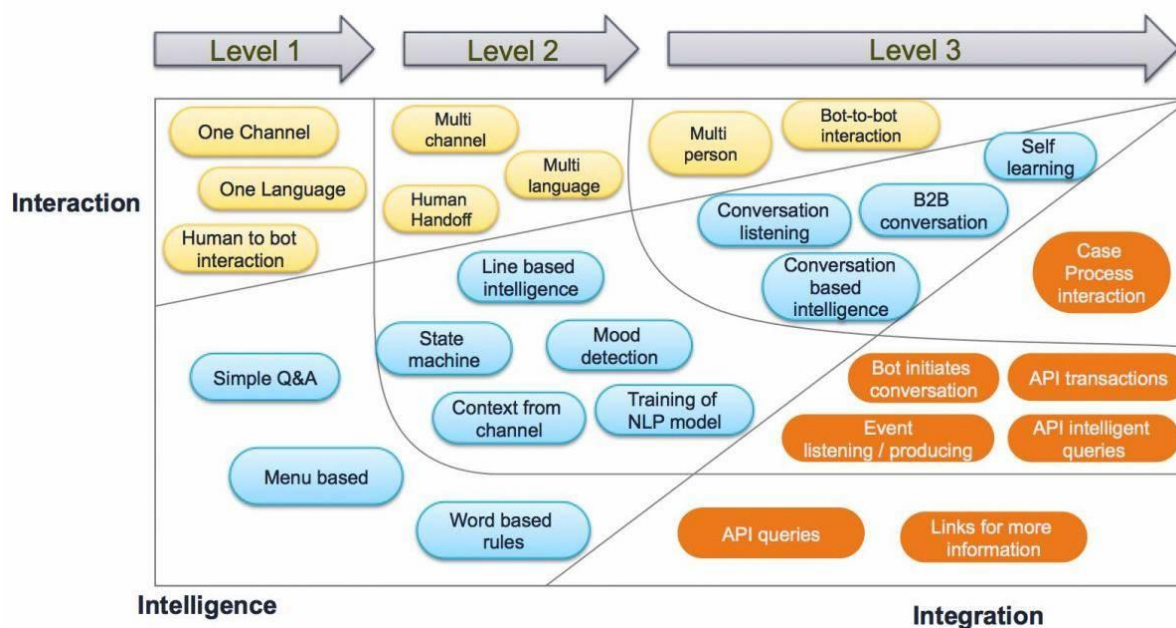 Level 1
Level 2
Level 3
One Channel
Multi
channel
Multi
person
Bot-to-bot
interaction
Self
learning
One Language
Multi
language
Interaction
Human
Handoff
Conversation
listening
B2B
conversation
Human to bot
interaction
Line based
intelligence
Conversation
based
intelligence
Case
Process
interaction
State
machine
Mood
detection
Simple Q&A
Bot initiates
conversation
API transactions
Context from
channel
Training of
NLP model
Event
listening / producing
API intelligent
queries
Menu based
Word based
rules
API queries
Links for more
information
Intelligence
Integration